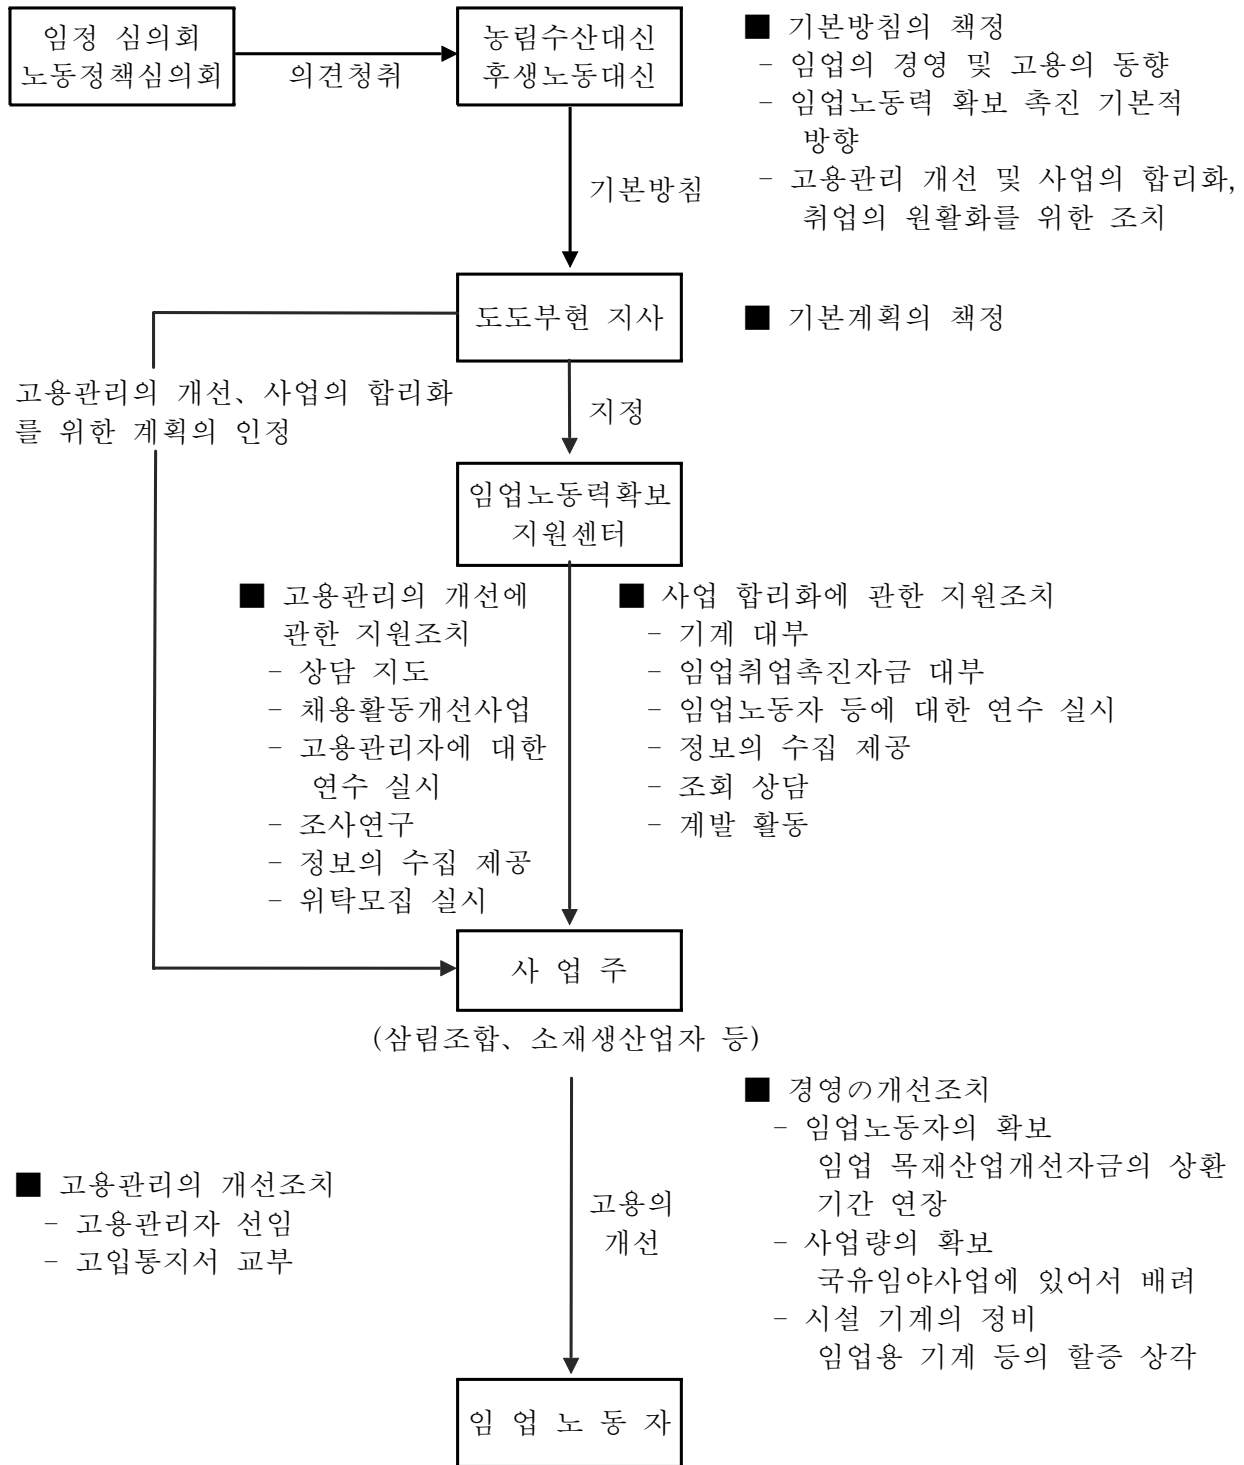 임정 심의회
노동정책심의회
의견청취
농림수산대신
후생노동대신
■ 기본방침의 책정
- 임업의 경영 및 고용의 동향
- 임업노동력 확보 촉진 기본적
방향
- 고용관리 개선 및 사업의 합리화,
취업의 원활화를 위한 조치
기본방침
도도부현 지사
■ 기본계획의 책정
고용관리의 개선、사업의 합리화
를 위한 계획의 인정
지정
임업노동력확보
지원센터
■ 고용관리의 개선에
관한 지원조치
- 상담 지도
- 채용활동개선사업
- 고용관리자에 대한
연수 실시
- 조사연구
- 정보의 수집 제공
- 위탁모집 실시
■ 사업 합리화에 관한 지원조치
- 기계 대부
- 임업취업촉진자금 대부
- 임업노동자 등에 대한 연수 실시
- 정보의 수집 제공
- 조회 상담
- 계발 활동
사 업 주
(삼림조합、소재생산업자 등)
■ 경영の개선조치
- 임업노동자의 확보
임업 목재산업개선자금의 상환
기간 연장
- 사업량의 확보
국유임야사업에 있어서 배려
- 시설 기계의 정비
임업용 기계 등의 할증 상각
■ 고용관리의 개선조치
- 고용관리자 선임
- 고입통지서 교부
고용의
개선
임 업 노 동 자